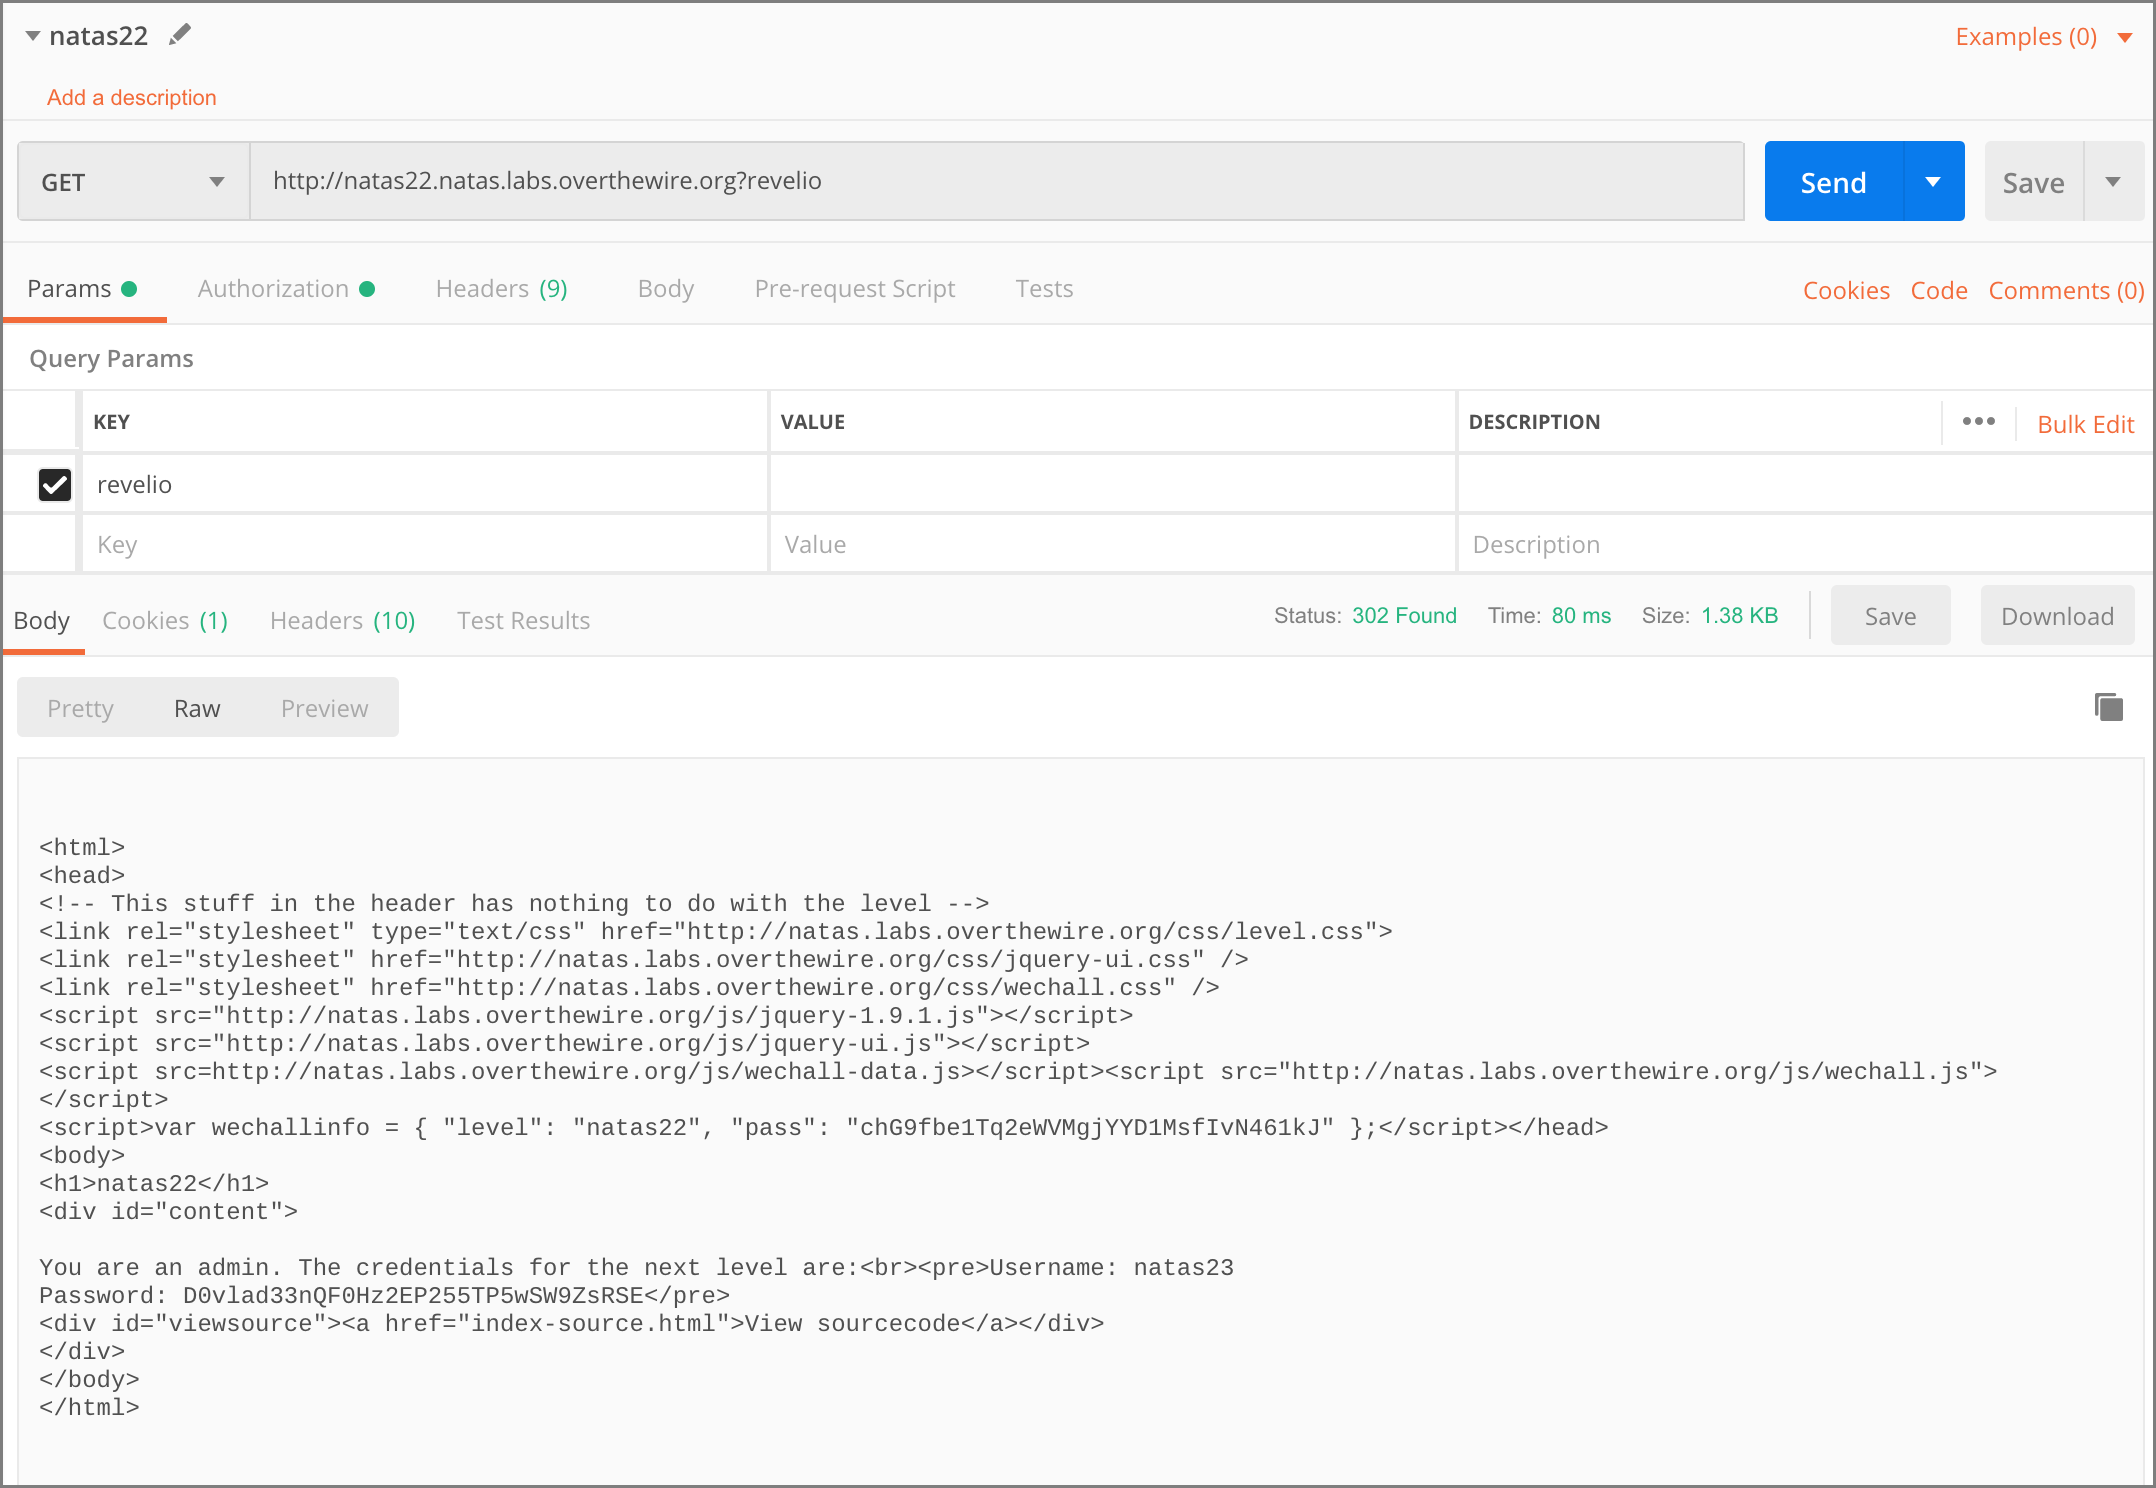 natas22
Examples (0)
Add a description
GET http://natas22.natas.labs.overthewire.org?revelio Send Save
Params Authorization Headers (9) Body Pre-request Script Tests Cookies Code Comments (0)
Query Params
KEY VALUE DESCRIPTION ••• Bulk Edit
revelio
Key Value Description
Body Cookies (1) Headers (10) Test Results Status: 302 Found Time: 80 ms Size: 1.38 KB Save Download
Pretty Raw Preview
<html>
<head>
<!-- This stuff in the header has nothing to do with the level -->
<link rel="stylesheet" type="text/css" href="http://natas.labs.overthewire.org/css/level.css">
<link rel="stylesheet" href="http://natas.labs.overthewire.org/css/jquery-ui.css" />
<link rel="stylesheet" href="http://natas.labs.overthewire.org/css/wechall.css" />
<script src="http://natas.labs.overthewire.org/js/jquery-1.9.1.js"></script>
<script src="http://natas.labs.overthewire.org/js/jquery-ui.js"></script>
<script src=http://natas.labs.overthewire.org/js/wechall-data.js></script><script src="http://natas.labs.overthewire.org/js/wechall.js">
</script>
<script>var wechallinfo = { "level": "natas22", "pass": "chG9fbe1Tq2eWVMgjYYD1MsfIvN461kJ" };</script></head>
<body>
<h1>natas22</h1>
<div id="content">
You are an admin. The credentials for the next level are:<br><pre>Username: natas23
Password: D0vlad33nQF0Hz2EP255TP5wSW9ZsRSE</pre>
<div id="viewsource"><a href="index-source.html">View sourcecode</a></div>
</div>
</body>
</html>